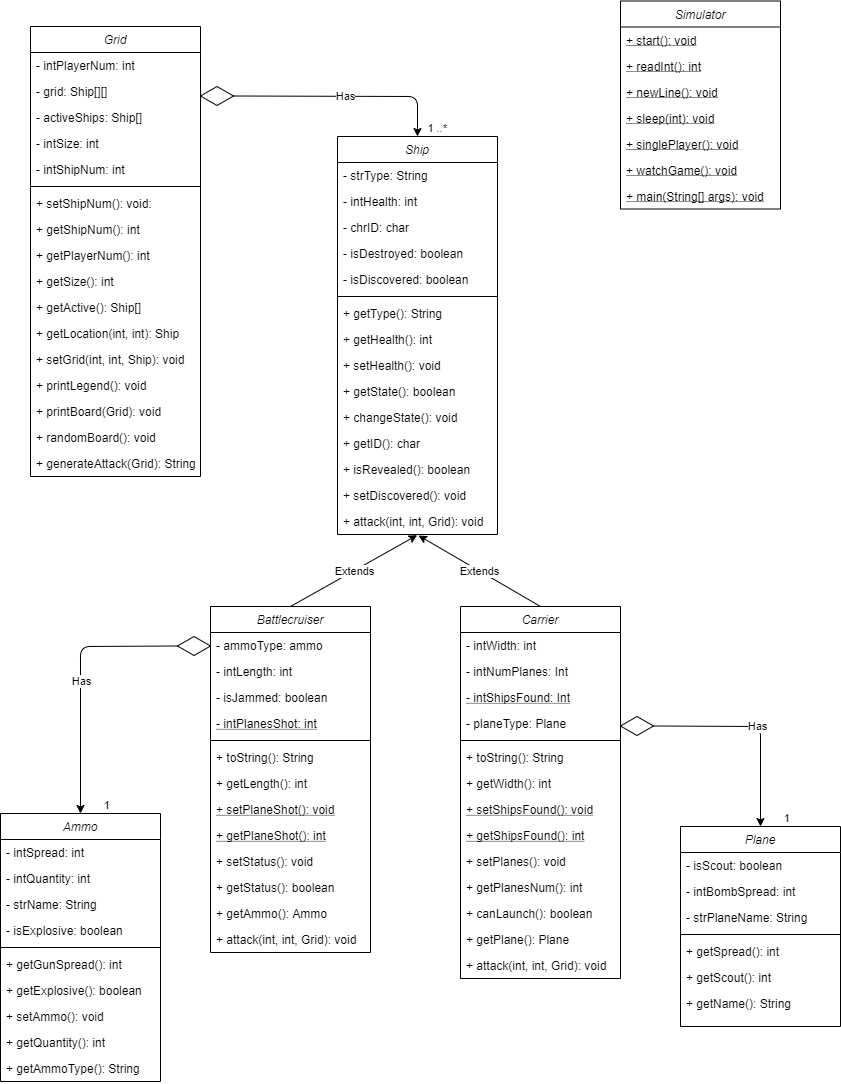 Grid
- intPlayerNum: int
- grid: Ship[][]
- activeShips: Ship[]
- intSize: int
- intShipNum: int
+ setShipNum(): void:
+ getShipNum(): int
+ getPlayerNum(): int
+ getSize(): int
+ getActive(): Ship[]
+ getLocation(int, int): Ship
+ setGrid(int, int, Ship): void
+ printLegend(): void
+ printBoard(Grid): void
+ randomBoard(): void
+ generateAttack(Grid): String
Has
1 ..*
Ship
- strType: String
- intHealth: int
- chrID: char
- isDestroyed: boolean
- isDiscovered: boolean
+ getType(): String
+ getHealth(): int
+ setHealth(): void
+ getState(): boolean
+ changeState(): void
+ getID(): char
+ isRevealed(): boolean
+ setDiscovered(): void
+ attack(int, int, Grid): void
Simulator
+ start(): void
+ readInt(): int
+ newLine(): void
+ sleep(int): void
+ singlePlayer(): void
+ watchGame(): void
+ main(String[] args): void
Extends
Extends
Battlecruiser
- ammoType: ammo
- intLength: int
- isJammed: boolean
- intPlanesShot: int
+ toString(): String
+ getLength(): int
+ setPlaneShot(): void
+ getPlaneShot(): int
+ setStatus(): void
+ getStatus(): boolean
+ getAmmo(): Ammo
+ attack(int, int, Grid): void
Carrier
- intWidth: int
- intNumPlanes: Int
- intShipsFound: Int
- planeType: Plane
+ toString(): String
+ getWidth(): int
+ setShipsFound(): void
+ getShipsFound(): int
+ setPlanes(): void
+ getPlanesNum(): int
+ canLaunch(): boolean
+ getPlane(): Plane
+ attack(int, int, Grid): void
Has
1
Ammo
- intSpread: int
- intQuantity: int
- strName: String
- isExplosive: boolean
+ getGunSpread(): int
+ getExplosive(): boolean
+ setAmmo(): void
+ getQuantity(): int
+ getAmmoType(): String
Has
1
Plane
- isScout: boolean
- intBombSpread: int
- strPlaneName: String
+ getSpread(): int
+ getScout(): int
+ getName(): String